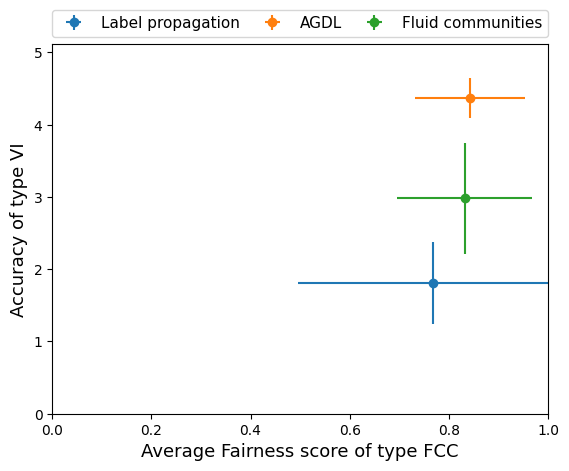 Label propagation AGDL Fluid communities
5
4
3
2
1
0
0.0 0.2 0.4 0.6 0.8 1.0
Accuracy of type VI
Average Fairness score of type FCC